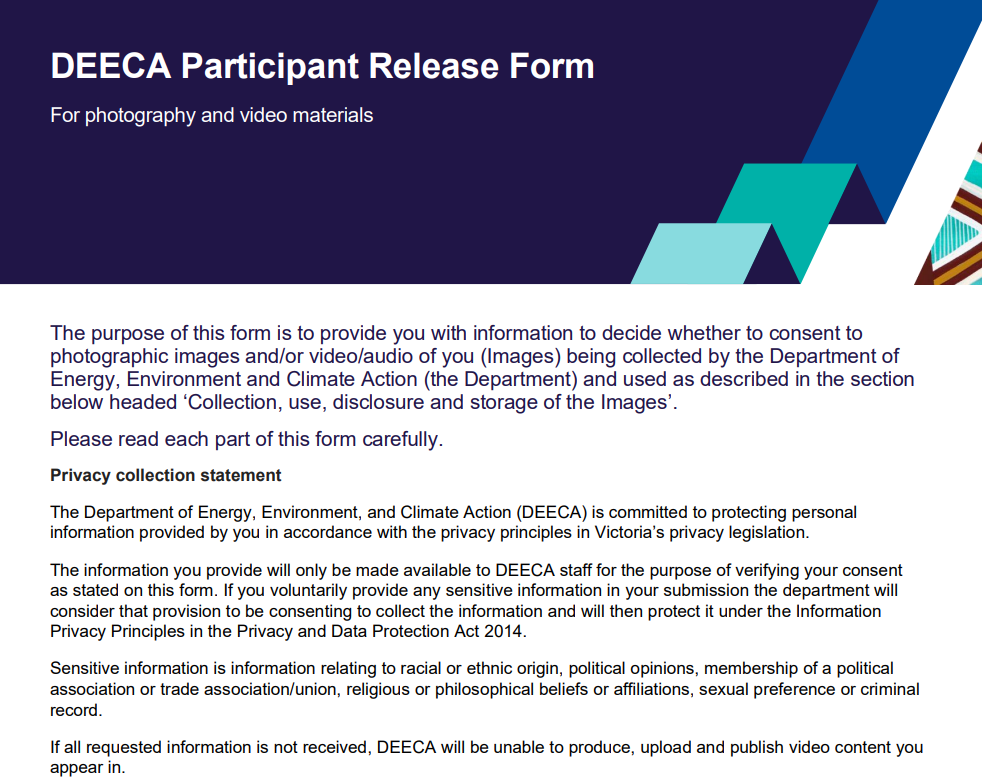 DEECA Participant Release Form
For photography and video materials
The purpose of this form is to provide you with information to decide whether to consent to
photographic images and/or video/audio of you (Images) being collected by the Department of
Energy, Environment and Climate Action (the Department) and used as described in the section
below headed ‘Collection, use, disclosure and storage of the Images’.
Please read each part of this form carefully.
Privacy collection statement
The Department of Energy, Environment, and Climate Action (DEECA) is committed to protecting personal
information provided by you in accordance with the privacy principles in Victoria’s privacy legislation.
The information you provide will only be made available to DEECA staff for the purpose of verifying your consent
as stated on this form. If you voluntarily provide any sensitive information in your submission the department will
consider that provision to be consenting to collect the information and will then protect it under the Information
Privacy Principles in the Privacy and Data Protection Act 2014.
Sensitive information is information relating to racial or ethnic origin, political opinions, membership of a political
association or trade association/union, religious or philosophical beliefs or affiliations, sexual preference or criminal
record.
If all requested information is not received, DEECA will be unable to produce, upload and publish video content you
appear in.